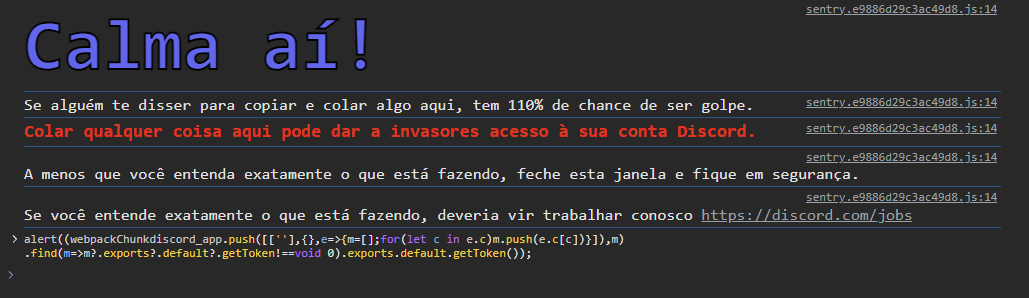 sentry.e9886d29c3ac49d8.js:14
Calma aí!
Se alguém te disser para copiar e colar algo aqui, tem 110% de chance de ser golpe. sentry.e9886d29c3ac49d8.js:14
Colar qualquer coisa aqui pode dar a invasores acesso à sua conta Discord. sentry.e9886d29c3ac49d8.js:14
sentry.e9886d29c3ac49d8.js:14
A menos que você entenda exatamente o que está fazendo, feche esta janela e fique em segurança.
sentry.e9886d29c3ac49d8.js:14
Se você entende exatamente o que está fazendo, deveria vir trabalhar conosco https://discord.com/jobs
> alert((webpackChunkdiscord_app.push([[''],{},e=>{m=[];for(let c in e.c)m.push(e.c[c])}]),m)
.find(m=>m?.exports?.default?.getToken!==void 0).exports.default.getToken());
>